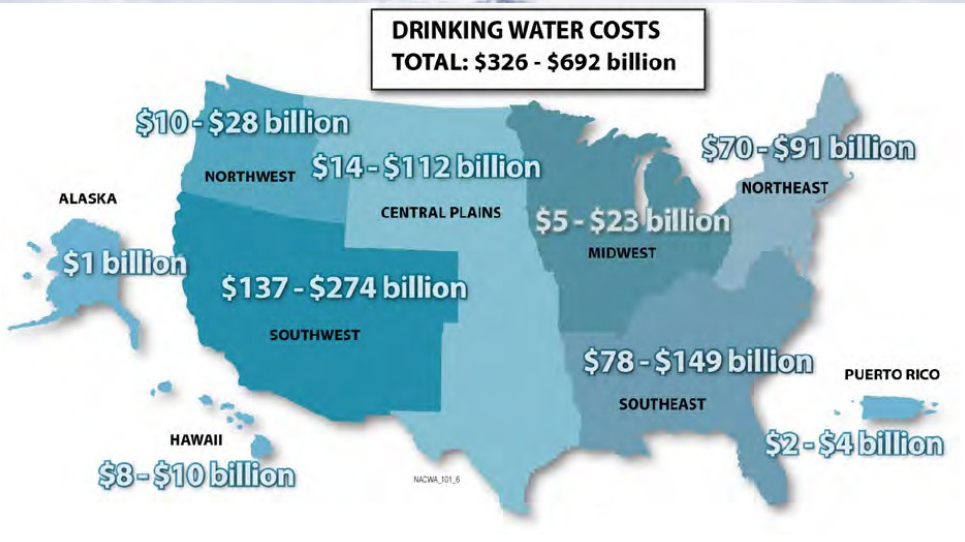 DRINKING WATER COSTS
TOTAL: $326 - $692 billion
$10 - $28 billion
NORTHWEST
$14 - $112 billion
CENTRAL PLAINS
$70 - $91 billion
NORTHEAST
ALASKA
$1 billion
$5 - $23 billion
MIDWEST
$137 - $274 billion
SOUTHWEST
$78 - $149 billion
SOUTHEAST
PUERTO RICO
$2 - $4 billion
HAWAII
$8 - $10 billion
NACWA_101_6